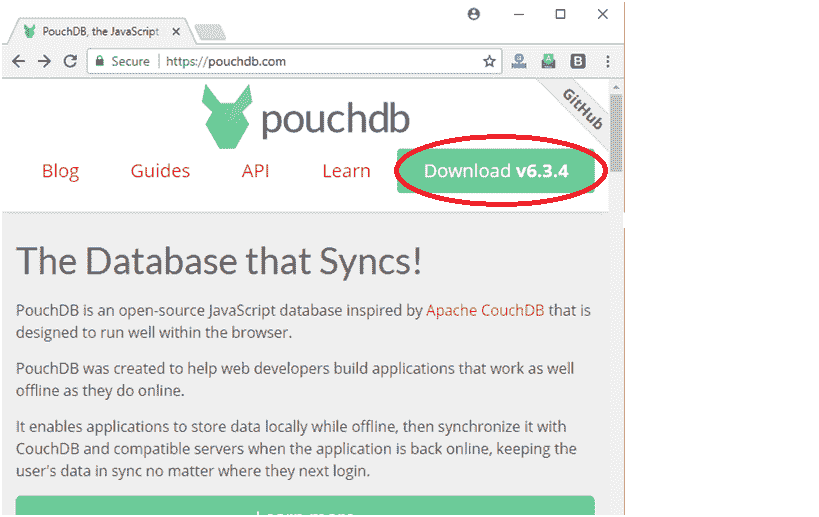 PouchDB, the JavaScript
Secure https://pouchdb.com
B
pouchdb
GitHub
Blog Guides API Learn Download v6.3.4
The Database that Syncs!
PouchDB is an open-source JavaScript database inspired by Apache CouchDB that is
designed to run well within the browser.
PouchDB was created to help web developers build applications that work as well
offline as they do online.
It enables applications to store data locally while offline, then synchronize it with
CouchDB and compatible servers when the application is back online, keeping the
user's data in sync no matter where they next login.
Learn more